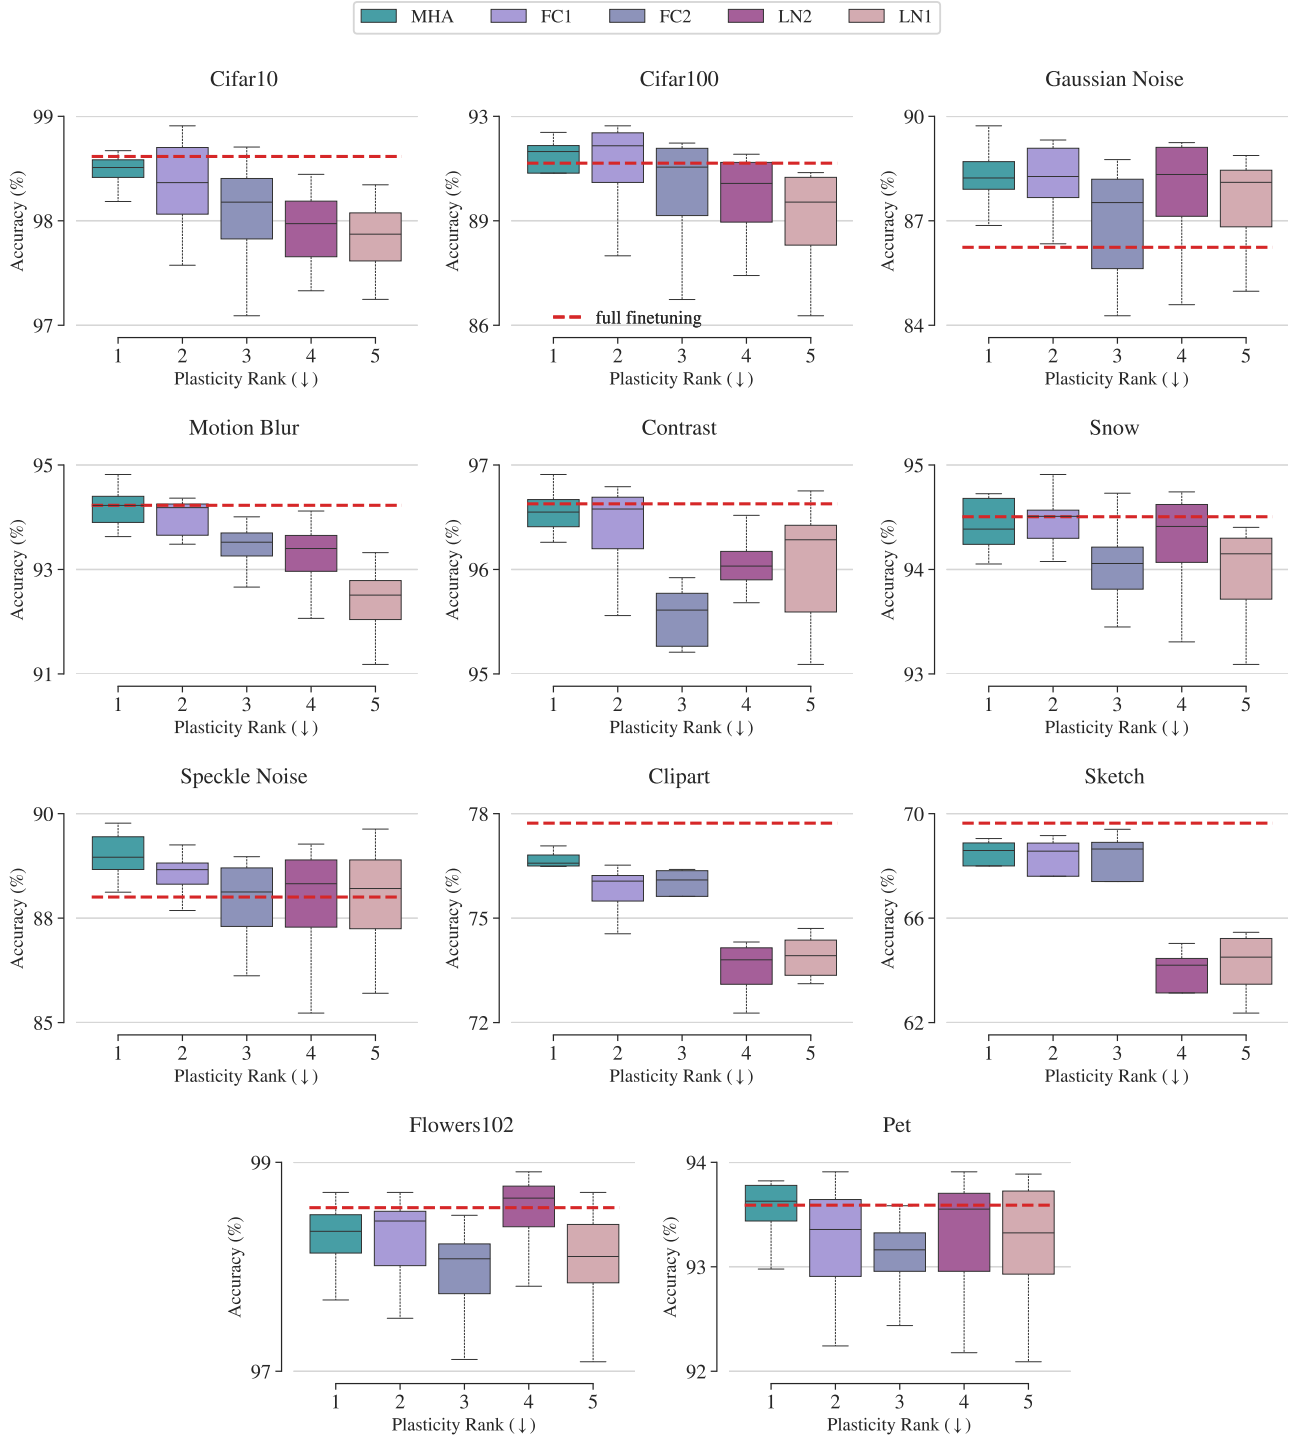 MHA FC1 FC2 LN2 LN1
Cifar10 Cifar100 Gaussian Noise
Accuracy (%)
99
98
97
1 2 3 4 5
Plasticity Rank (↓)
Accuracy (%)
93
89
86
full finetuning
1 2 3 4 5
Plasticity Rank (↓)
Accuracy (%)
90
87
84
1 2 3 4 5
Plasticity Rank (↓)
Motion Blur Contrast Snow
Accuracy (%)
95
93
91
1 2 3 4 5
Plasticity Rank (↓)
Accuracy (%)
97
96
95
1 2 3 4 5
Plasticity Rank (↓)
Accuracy (%)
95
94
93
1 2 3 4 5
Plasticity Rank (↓)
Speckle Noise Clipart Sketch
Accuracy (%)
90
88
85
1 2 3 4 5
Plasticity Rank (↓)
Accuracy (%)
78
75
72
1 2 3 4 5
Plasticity Rank (↓)
Accuracy (%)
70
66
62
1 2 3 4 5
Plasticity Rank (↓)
Flowers102 Pet
Accuracy (%)
99
98
97
1 2 3 4 5
Plasticity Rank (↓)
Accuracy (%)
94
93
92
1 2 3 4 5
Plasticity Rank (↓)